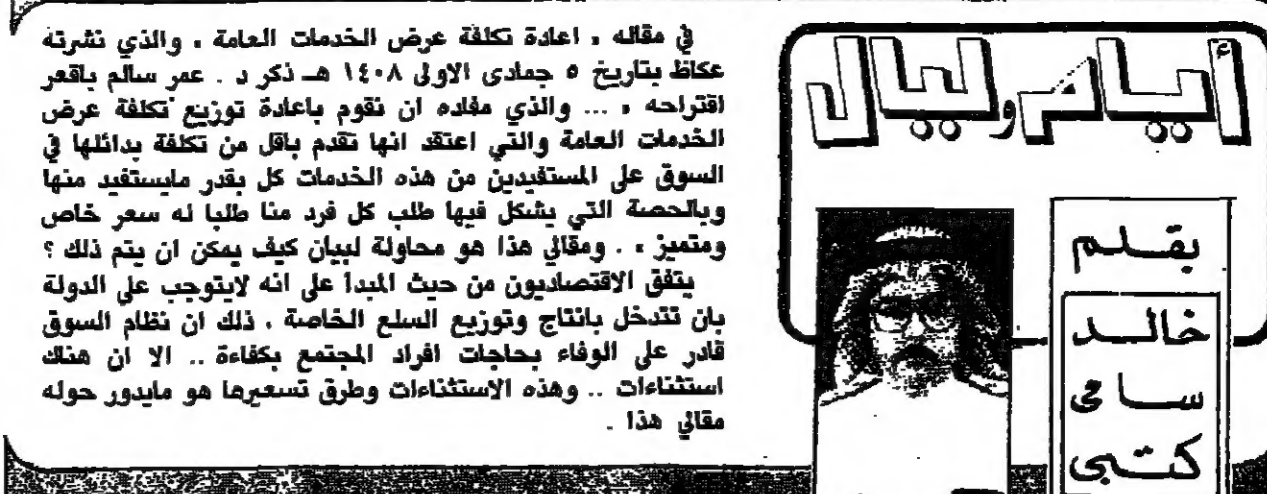 أيام وليال
بقلم
خالد
سامي
كتبي
في مقاله « اعادة تكلفة عرض الخدمات العامة » والذي نشرته
عكاظ بتاريخ ٥ جمادى الاولى ١٤٠٨ هـ ذكر د . عمر سالم باقعر
اقتراحه « ... والذي مفاده ان نقوم باعادة توزيع تكلفة عرض
الخدمات العامة والتي اعتقد انها تقدم باقل من تكلفة بدائلها في
السوق على المستفيدين من هذه الخدمات كل بقدر مايستفيد منها
وبالحصة التي يشكل فيها طلب كل فرد منا طلبا له سعر خاص
ومتميز » . ومقالي هذا هو محاولة لبيان كيف يمكن ان يتم ذلك ؟
يتفق الاقتصاديون من حيث المبدأ على انه لايتوجب على الدولة
بان تتدخل بانتاج وتوزيع السلع الخاصة ، ذلك ان نظام السوق
قادر على الوفاء بحاجات افراد المجتمع بكفاءة .. الا ان هناك
استثناءات .. وهذه الاستثناءات وطرق تسعيرها هو مايدور حوله
مقالي هذا .